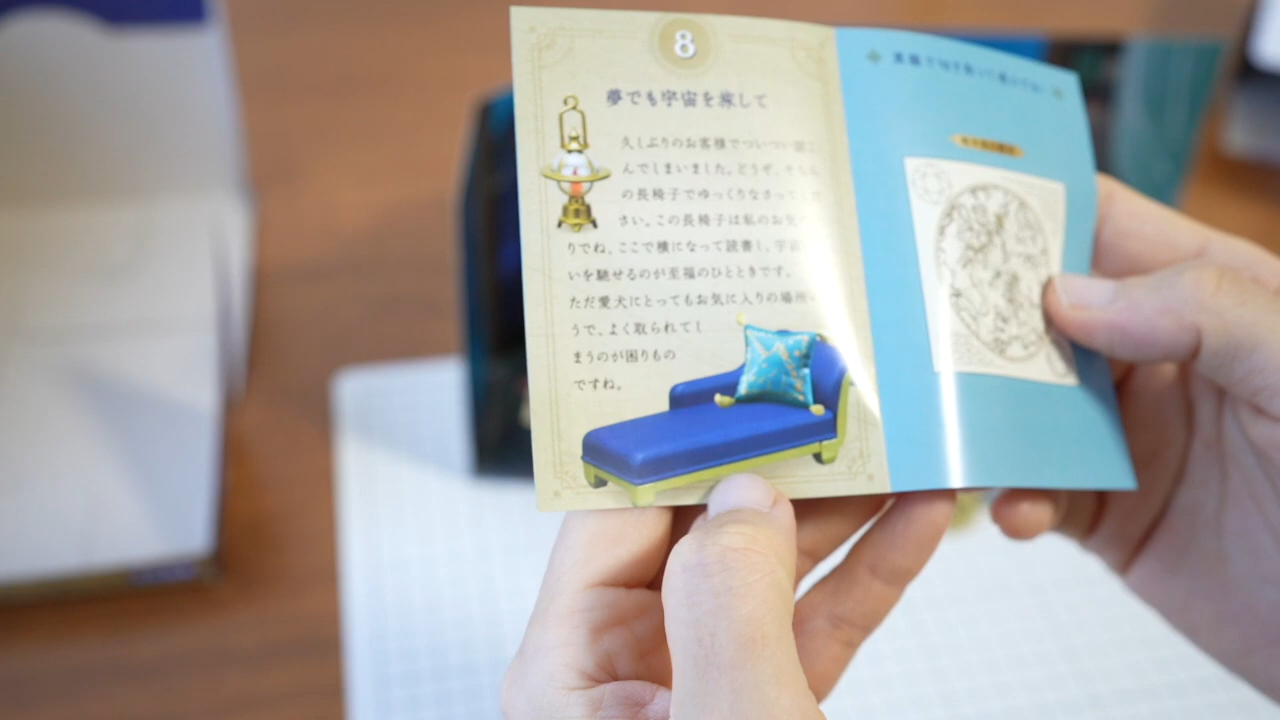 8
夢でも宇宙を旅して
久しぶりのお客様でついつい
んでしまいました。どうぞ、
の長椅子でゆっくりなさって
さい。この長椅子は私のお気
りでね、ここで横になって読書し、宇宙
いを馳せるのが至福のひとときです。
ただ愛犬にとってもお気に入りの場所
うで、よく取られてし
まうのが困りもの
ですね。